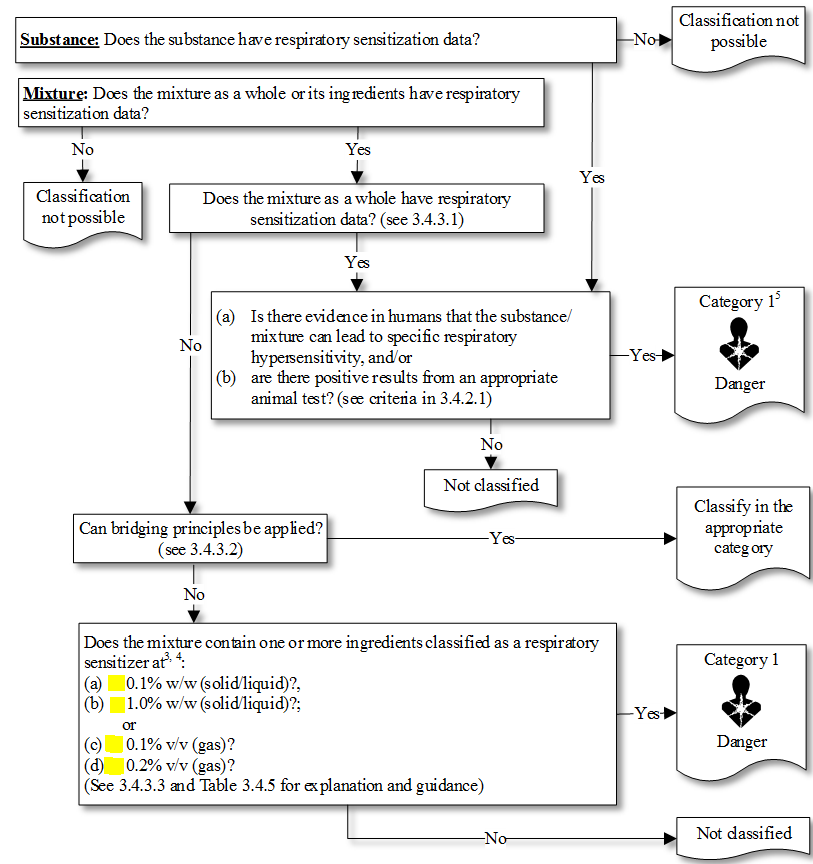 Substance: Does the substance have respiratory sensitization data?
No
Classification not
possible
Mixture: Does the mixture as a whole or its ingredients have respiratory
sensitization data?
No
Yes
Yes
Classification
not possible
Does the mixture as a whole have respiratory
sensitization data? (see 3.4.3.1)
Yes
No
(a) Is there evidence in humans that the substance/
mixture can lead to specific respiratory
hypersensitivity, and/or
(b) are there positive results from an appropriate
animal test? (see criteria in 3.4.2.1)
Yes
Category 1⁵
Danger
No
Not classified
Can bridging principles be applied?
(see 3.4.3.2)
Yes
Classify in the
appropriate
category
No
Does the mixture contain one or more ingredients classified as a respiratory
sensitizer at³, ⁴:
(a) 0.1% w/w (solid/liquid)?,
(b) 1.0% w/w (solid/liquid)?;
or
(c) 0.1% v/v (gas)?
(d) 0.2% v/v (gas)?
(See 3.4.3.3 and Table 3.4.5 for explanation and guidance)
Yes
Category 1
Danger
No
Not classified